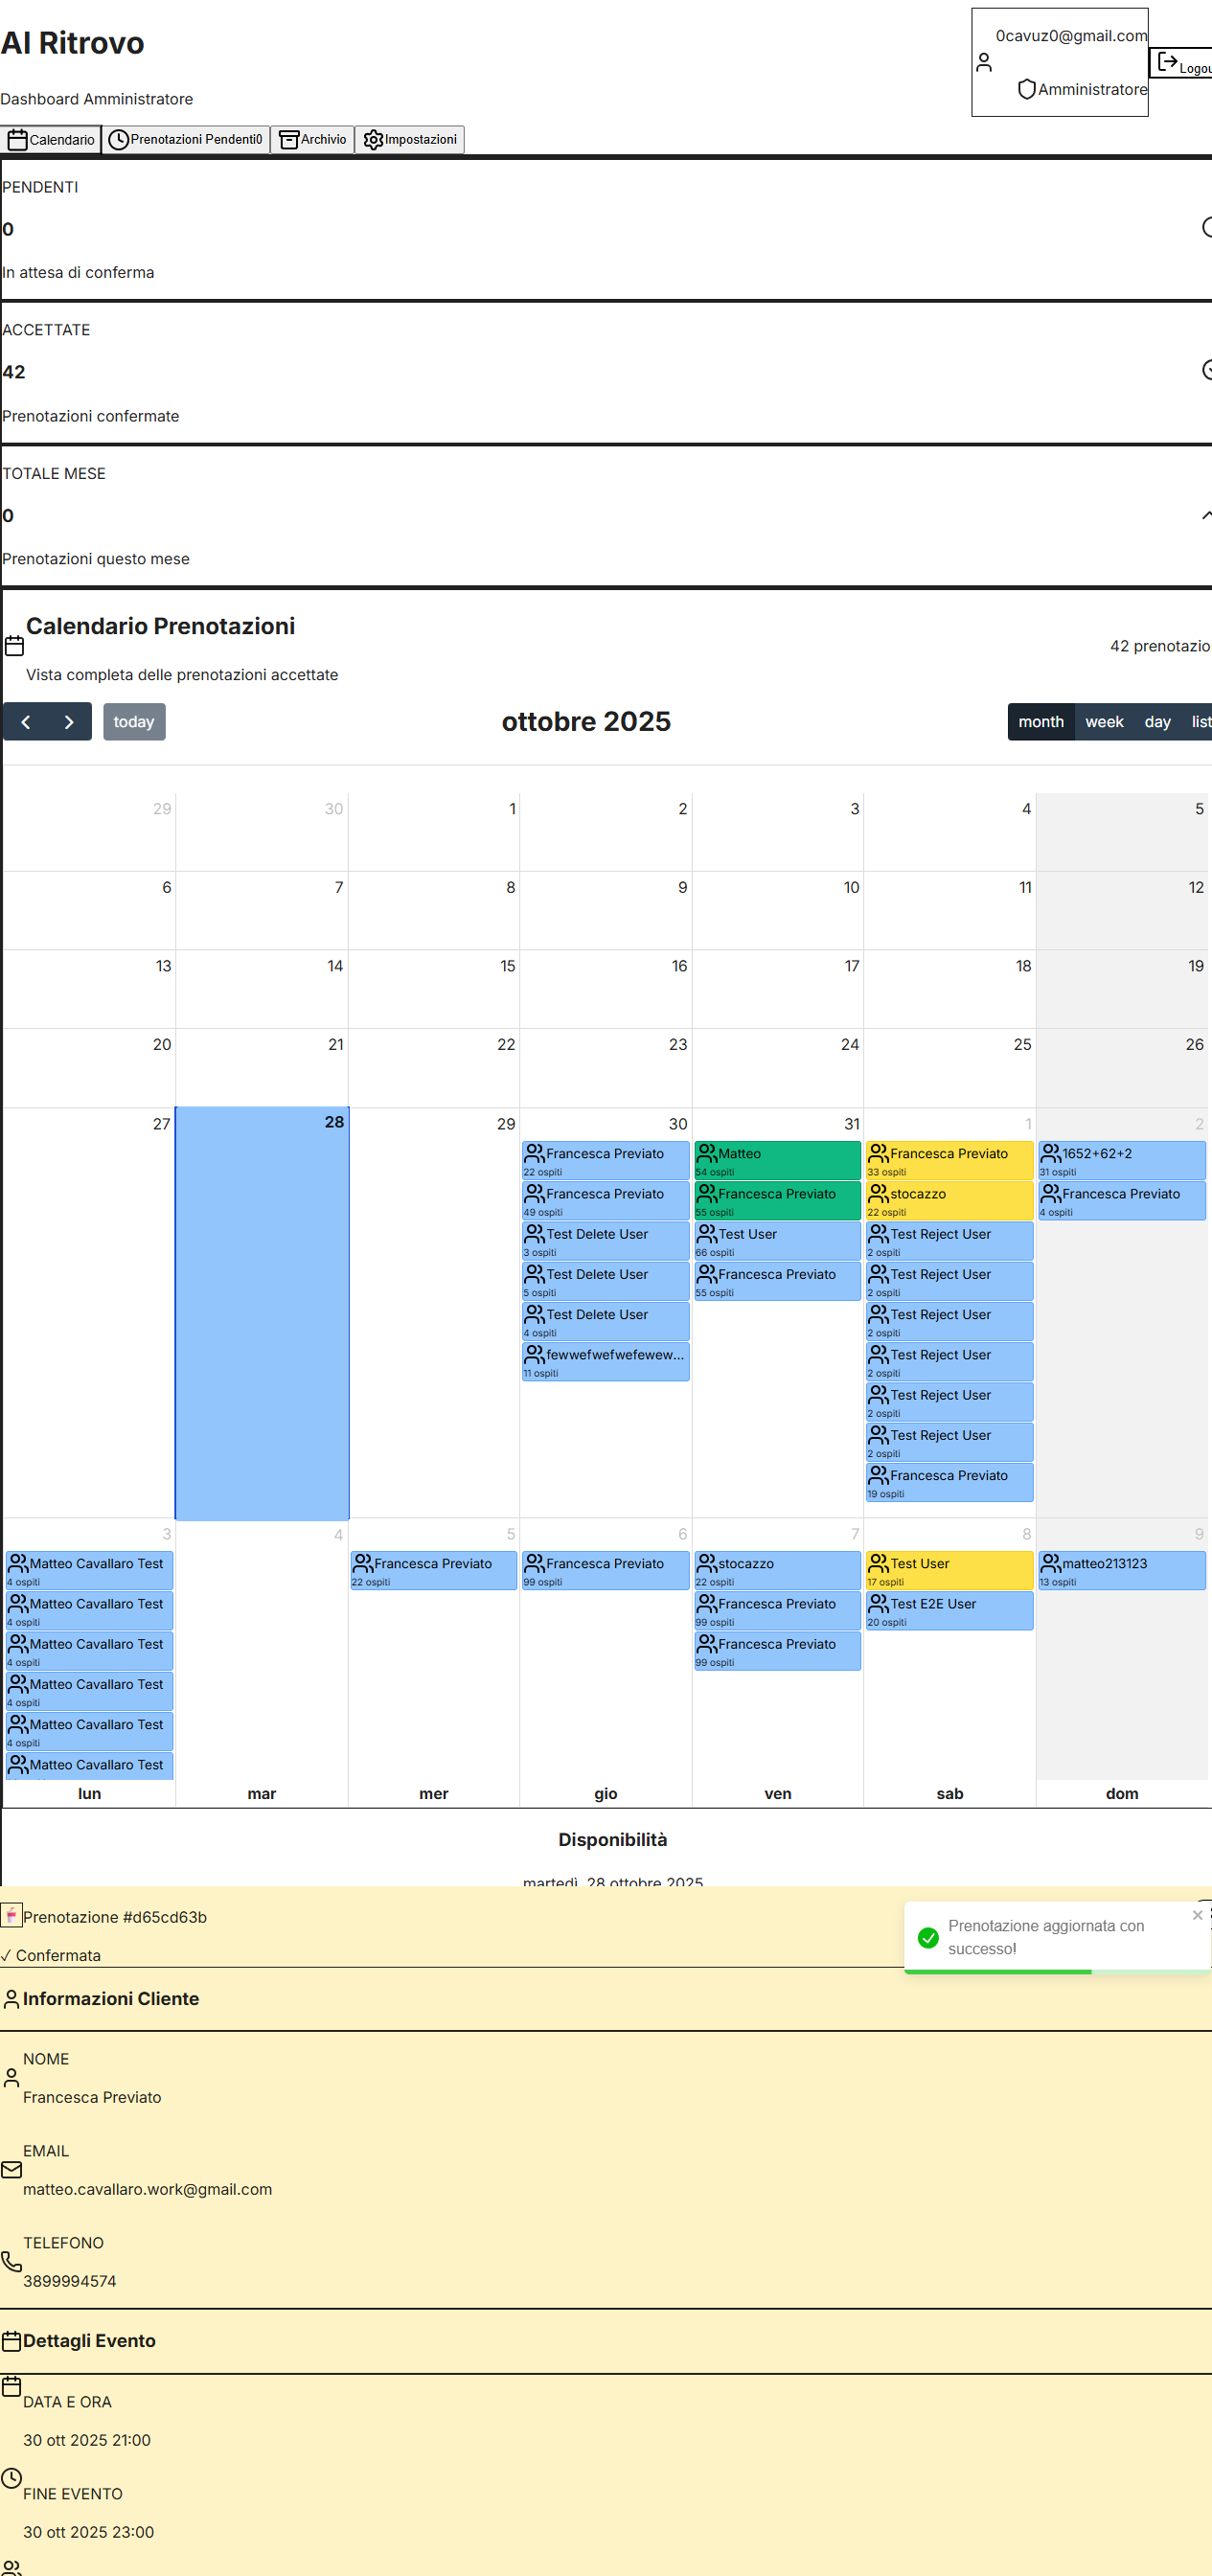 Al Ritrovo
0cavuz0@gmail.com
Amministratore
Logou
Dashboard Amministratore
Calendario
Prenotazioni Pendenti0
Archivio
Impostazioni
PENDENTI
0
In attesa di conferma
ACCETTATE
42
Prenotazioni confermate
TOTALE MESE
0
Prenotazioni questo mese
Calendario Prenotazioni
42 prenotazio
Vista completa delle prenotazioni accettate
today
ottobre 2025
month week day list
29 30 1 2 3 4 5
6 7 8 9 10 11 12
13 14 15 16 17 18 19
20 21 22 23 24 25 26
27 28 29 30 31 1 2
Francesca Previato
22 ospiti
Francesca Previato
49 ospiti
Test Delete User
3 ospiti
Test Delete User
5 ospiti
Test Delete User
4 ospiti
fewwefwefwefewew...
11 ospiti
Matteo
54 ospiti
Francesca Previato
55 ospiti
Test User
66 ospiti
Francesca Previato
55 ospiti
Francesca Previato
33 ospiti
stocazzo
22 ospiti
Test Reject User
2 ospiti
Test Reject User
2 ospiti
Test Reject User
2 ospiti
Test Reject User
2 ospiti
Test Reject User
2 ospiti
Test Reject User
2 ospiti
Francesca Previato
19 ospiti
1652+62+2
31 ospiti
Francesca Previato
4 ospiti
3 4 5 6 7 8 9
Matteo Cavallaro Test
4 ospiti
Matteo Cavallaro Test
4 ospiti
Matteo Cavallaro Test
4 ospiti
Matteo Cavallaro Test
4 ospiti
Matteo Cavallaro Test
4 ospiti
Matteo Cavallaro Test
Francesca Previato
22 ospiti
Francesca Previato
99 ospiti
stocazzo
22 ospiti
Francesca Previato
99 ospiti
Francesca Previato
99 ospiti
Test User
17 ospiti
Test E2E User
20 ospiti
matteo213123
13 ospiti
lun mar mer gio ven sab dom
Disponibilità
martedì, 28 ottobre 2025
Prenotazione #d65cd63b
✓ Confermata
Prenotazione aggiornata con
successo!
Informazioni Cliente
NOME
Francesca Previato
EMAIL
matteo.cavallaro.work@gmail.com
TELEFONO
3899994574
Dettagli Evento
DATA E ORA
30 ott 2025 21:00
FINE EVENTO
30 ott 2025 23:00